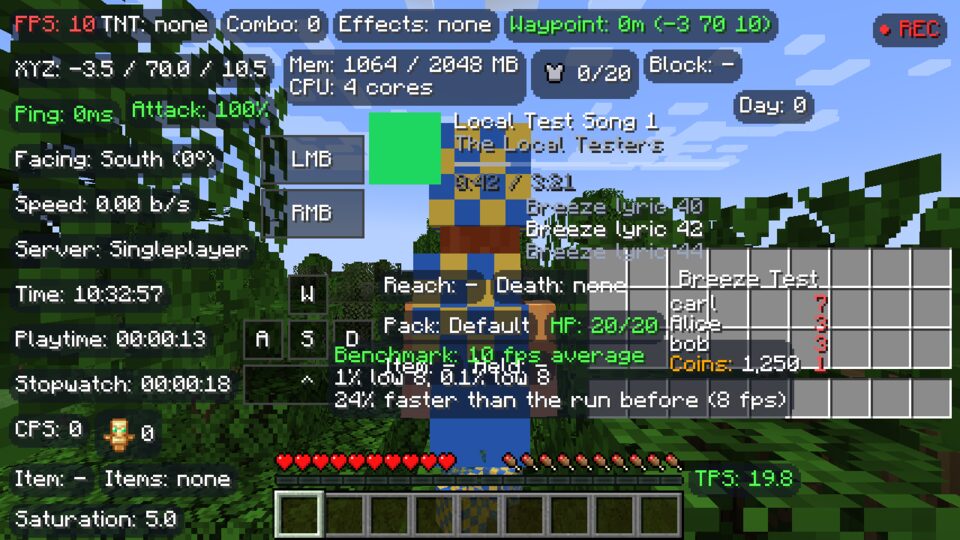 FPS: 10 TNT: none Combo: 0 Effects: none Waypoint: 0m (-3 70 10) REC
XYZ: -3.5 / 70.0 / 10.5
Mem: 1064 / 2048 MB
CPU: 4 cores
0/20
Block: -
Day: 0
Ping: 0ms
Attack: 100%
Local Test Song 1
The Local Testers
0:42 / 3:21
Facing: South (0°)
LMB
Speed: 0.00 b/s
RMB
Breeze lyric 40
Breeze lyric 42
Breeze lyric 44
Server: Singleplayer
Reach: - Death: none
Breeze Test
carl 7
Alice 3
bob 3
Coins: 1,250 1
Time: 10:32:57
W
A S D
^
Pack: Default HP: 20/20
Playtime: 00:00:13
Benchmark: 10 fps average
Item: - Held: -
1% low 8, 0.1% low 8
24% faster than the run before (8 fps)
Stopwatch: 00:00:18
CPS: 0
0
Item: - Items: none
TPS: 19.8
Saturation: 5.0